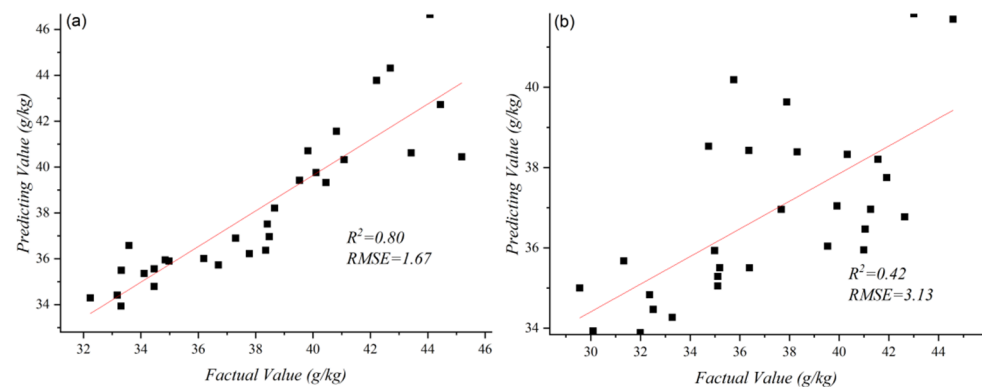 (a)
46
44
42
40
38
36
34
Predicting Value (g/kg)
R²=0.80
RMSE=1.67
32 34 36 38 40 42 44 46
Factual Value (g/kg)
(b)
40
38
36
34
Predicting Value (g/kg)
R²=0.42
RMSE=3.13
30 32 34 36 38 40 42 44
Factual Value (g/kg)